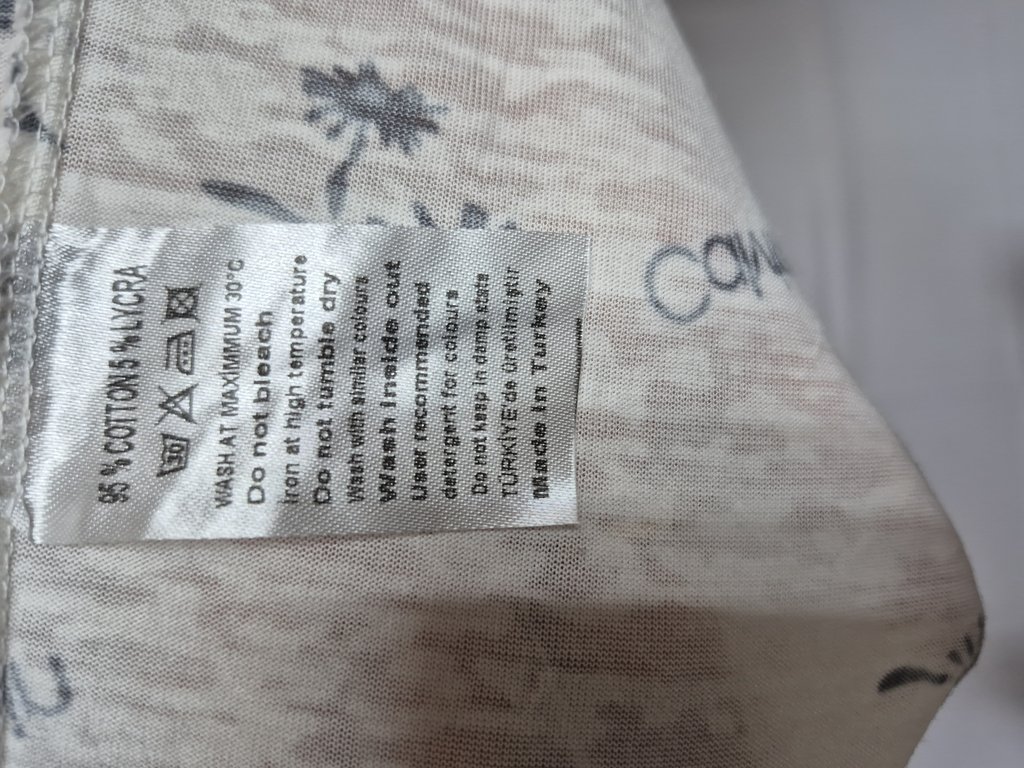 95 % COTTON 5 % LYCRA
30
WASH AT MAXIMMUM 30°C
Do not bleach
Iron at high temperature
Do not tumble dry
Wash with similar colours
Wash Inside out
User recommended
detergent for colours
Do not keep in damp state
TÜRKİYE'de üretilmiştir
Made In Turkey